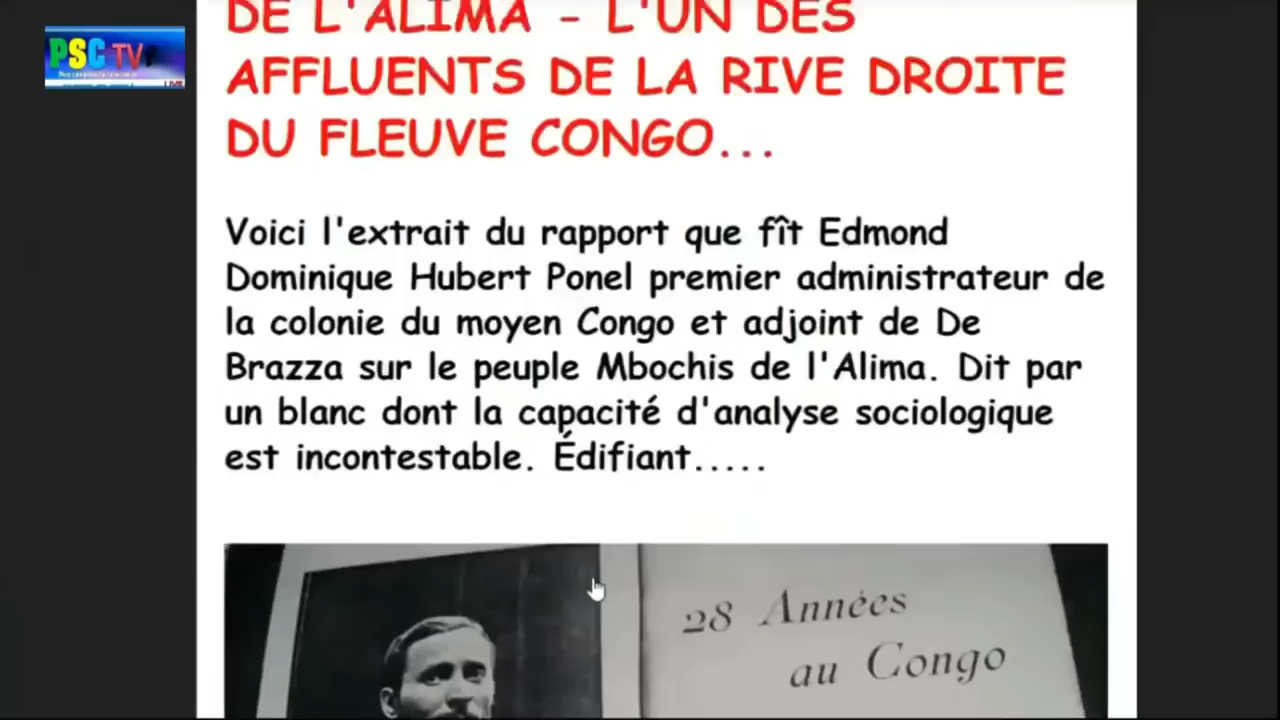 PSC TV
LIVE
DE L'ALIMA - L'UN DES
AFFLUENTS DE LA RIVE DROITE
DU FLEUVE CONGO...
Voici l'extrait du rapport que fît Edmond
Dominique Hubert Ponel premier administrateur de
la colonie du moyen Congo et adjoint de De
Brazza sur le peuple Mbochis de l'Alima. Dit par
un blanc dont la capacité d'analyse sociologique
est incontestable. Édifiant.....
28 Années
au Congo